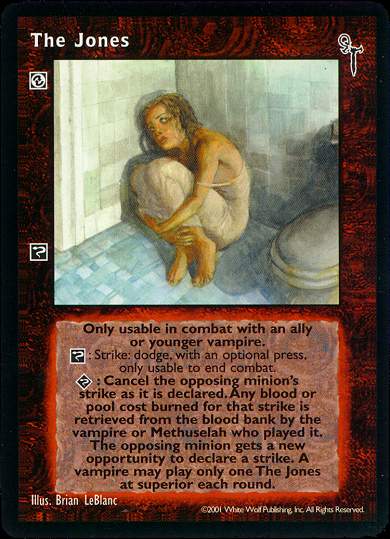 The Jones
Only usable in combat with an ally
or younger vampire.
: Strike: dodge, with an optional press,
only usable to end combat.
: Cancel the opposing minion's
strike as it is declared. Any blood or
pool cost burned for that strike is
retrieved from the blood bank by the
vampire or Methuselah who played it.
The opposing minion gets a new
opportunity to declare a strike. A
vampire may play only one The Jones
at superior each round.
Illus. Brian LeBlanc
©2001 White Wolf Publishing, Inc. All Rights Reserved.